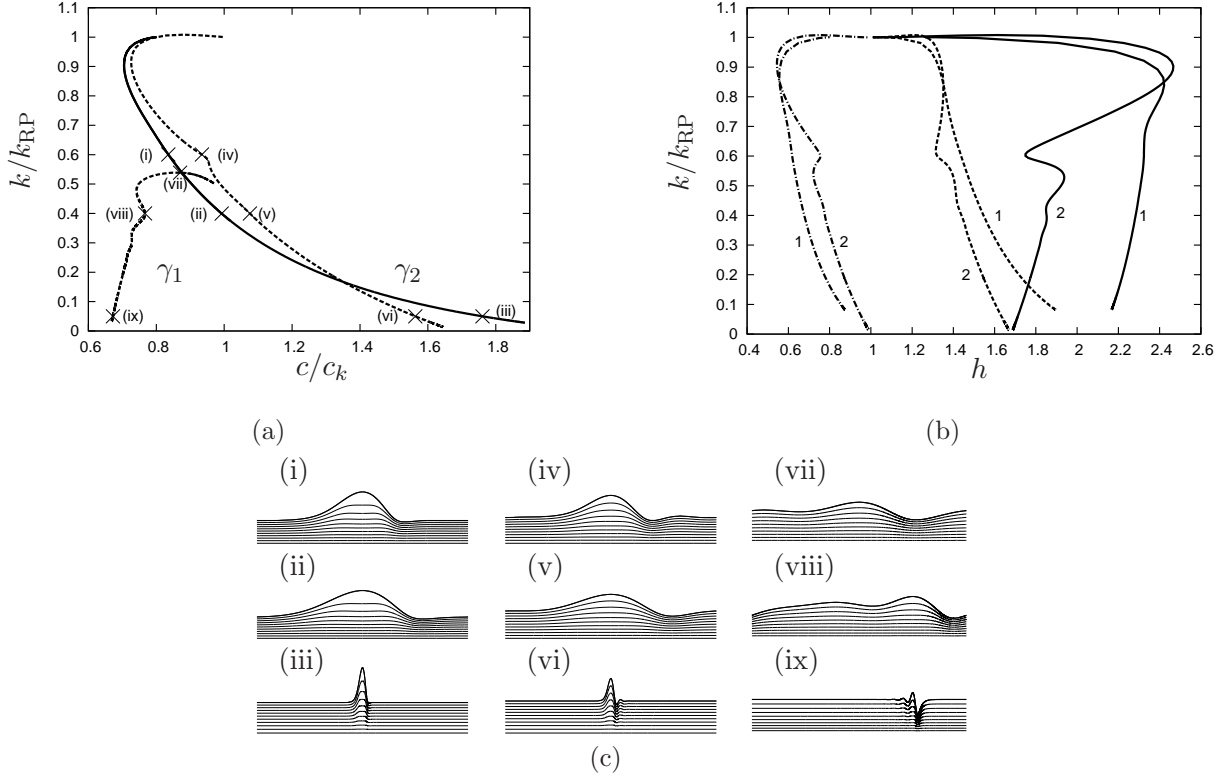 1.1
1
0.9
0.8
0.7
0.6
0.5
0.4
0.3
0.2
0.1
0
k/k_RP
0.6 0.8 1 1.2 1.4 1.6 1.8
c/c_k
(i)
(iv)
(vii)
(viii)
(ii)
(v)
γ1
γ2
(ix)
(vi)
(iii)
(a)
1.1
1
0.9
0.8
0.7
0.6
0.5
0.4
0.3
0.2
0.1
0
k/k_RP
0.4 0.6 0.8 1 1.2 1.4 1.6 1.8 2 2.2 2.4 2.6
h
1
2
1
2
2
1
(b)
(i) (iv) (vii)
(ii) (v) (viii)
(iii) (vi) (ix)
(c)